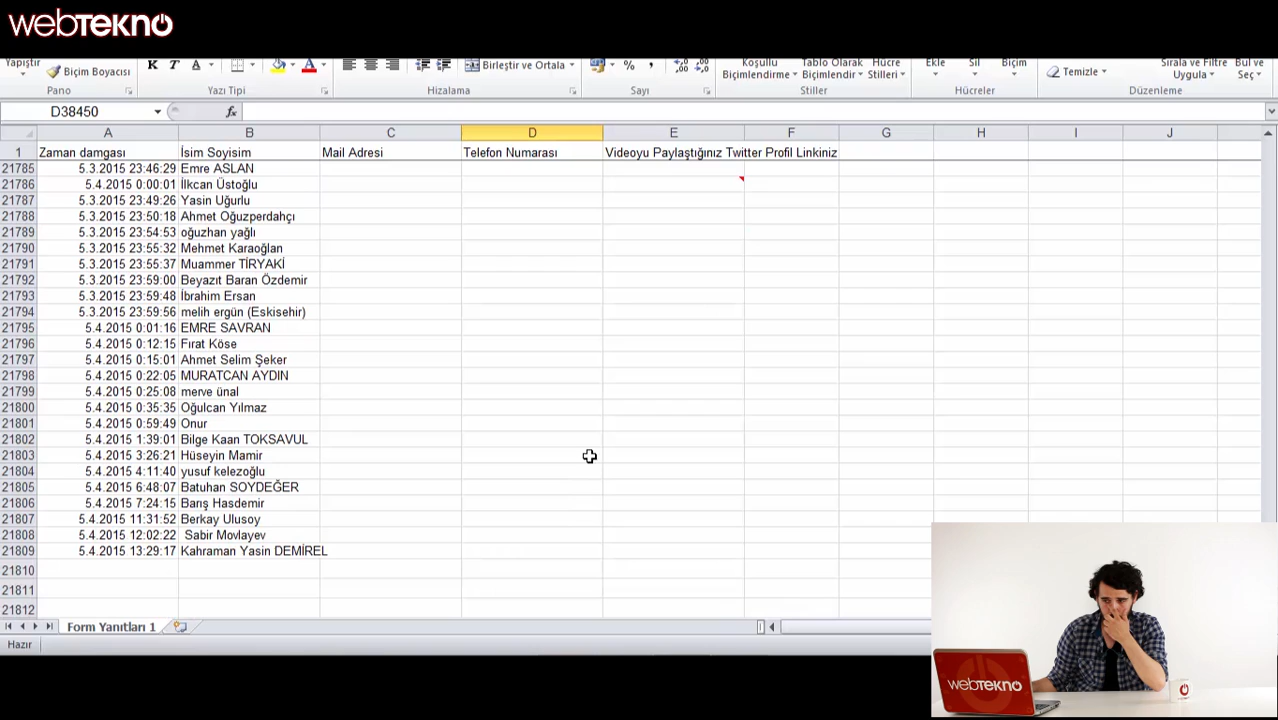 webTEKNO
Yapıştır Biçim Boyacısı K T A A Birleştir ve Ortala % , Koşullu Biçimlendirme Tablo Olarak Biçimlendir Hücre Stilleri Ekle Sil Biçim Temizle Sırala ve Filtre Uygula Bul ve Seç
Pano Yazı Tipi Hizalama Sayı Stiller Hücreler Düzenleme
D38450 fx
A B C D E F G H I J
1 Zaman damgası İsim Soyisim Mail Adresi Telefon Numarası Videoyu Paylaştığınız Twitter Profil Linkiniz
21785 5.3.2015 23:46:29 Emre ASLAN
21786 5.4.2015 0:00:01 İlkcan Üstoğlu
21787 5.3.2015 23:49:26 Yasin Uğurlu
21788 5.3.2015 23:50:18 Ahmet Oğuzperdahçı
21789 5.3.2015 23:54:53 oğuzhan yağlı
21790 5.3.2015 23:55:32 Mehmet Karaoğlan
21791 5.3.2015 23:55:37 Muammer TİRYAKİ
21792 5.3.2015 23:59:00 Beyazıt Baran Özdemir
21793 5.3.2015 23:59:48 İbrahim Ersan
21794 5.3.2015 23:59:56 melih ergün (Eskisehir)
21795 5.4.2015 0:01:16 EMRE SAVRAN
21796 5.4.2015 0:12:15 Fırat Köse
21797 5.4.2015 0:15:01 Ahmet Selim Şeker
21798 5.4.2015 0:22:05 MURATCAN AYDIN
21799 5.4.2015 0:25:08 merve ünal
21800 5.4.2015 0:35:35 Oğulcan Yılmaz
21801 5.4.2015 0:59:49 Onur
21802 5.4.2015 1:39:01 Bilge Kaan TOKSAVUL
21803 5.4.2015 3:26:21 Hüseyin Mamir
21804 5.4.2015 4:11:40 yusuf kelezoğlu
21805 5.4.2015 6:48:07 Batuhan SOYDEĞER
21806 5.4.2015 7:24:15 Barış Hasdemir
21807 5.4.2015 11:31:52 Berkay Ulusoy
21808 5.4.2015 12:02:22 Sabir Movlayev
21809 5.4.2015 13:29:17 Kahraman Yasin DEMİREL
21810
21811
21812
Form Yanıtları 1
Hazır
webTEKNO